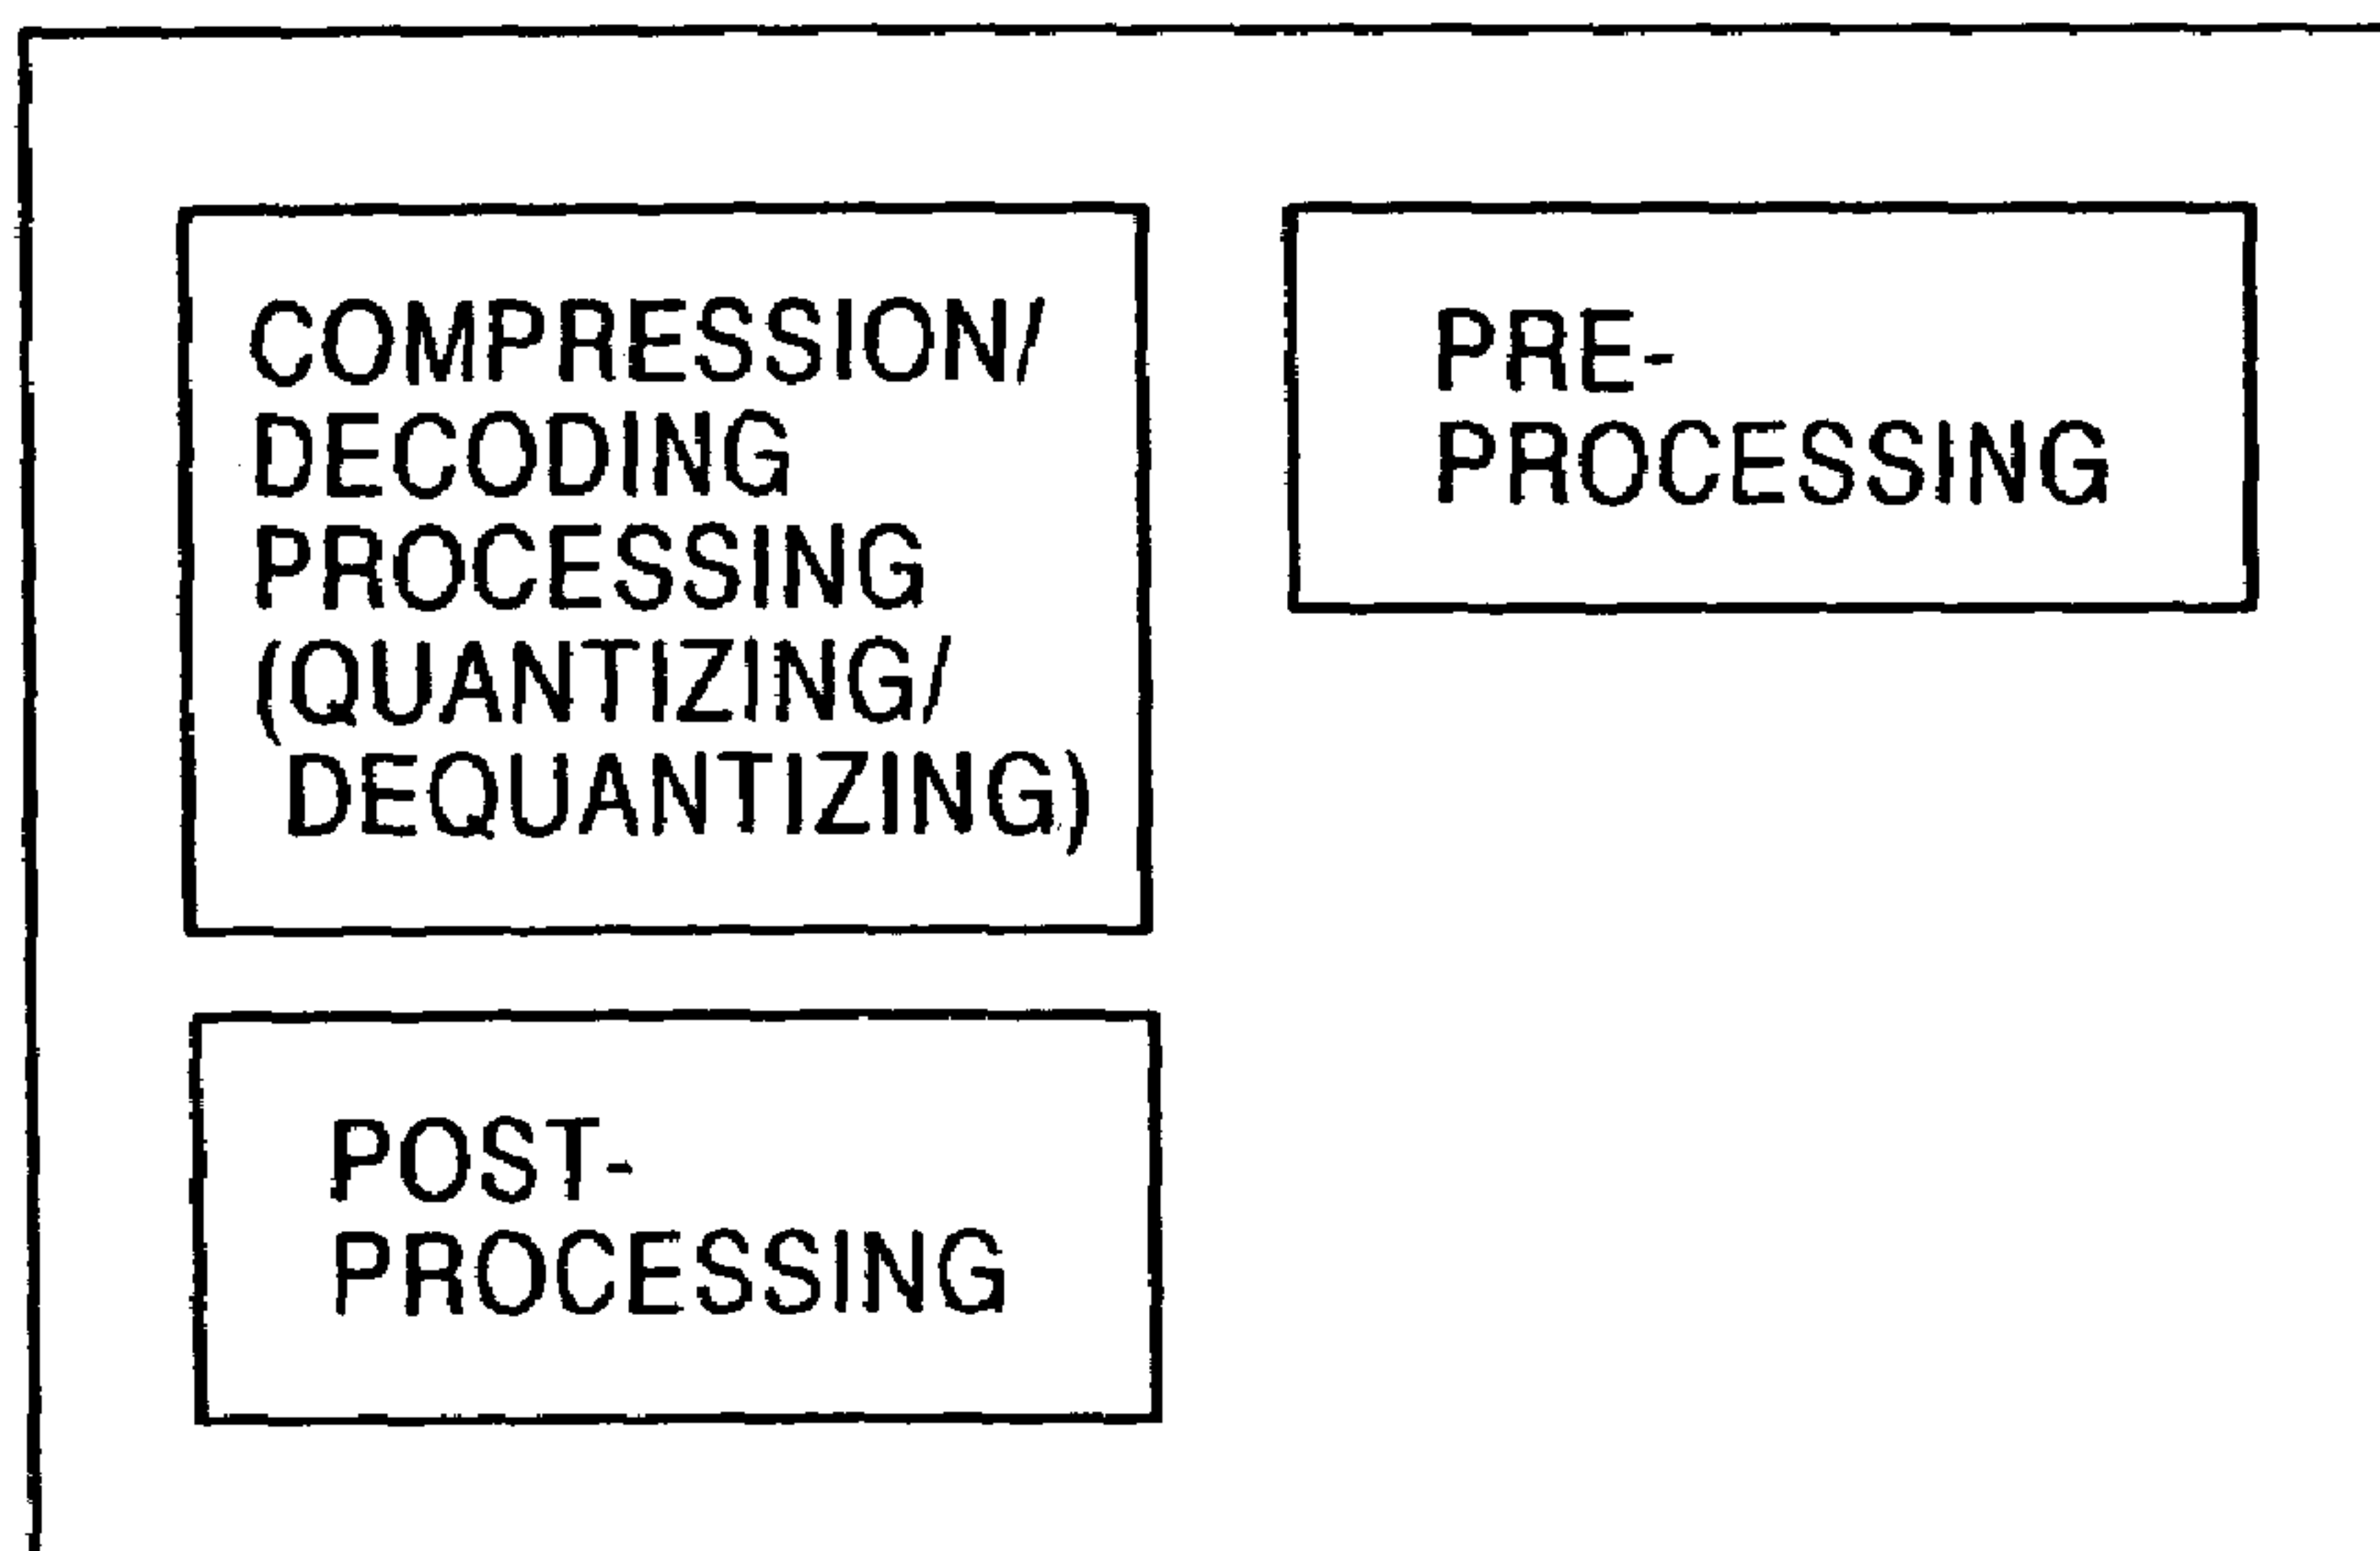 COMPRESSION/
DECODING
PROCESSING
(QUANTIZING/
DEQUANTIZING)
PRE-
PROCESSING
POST-
PROCESSING